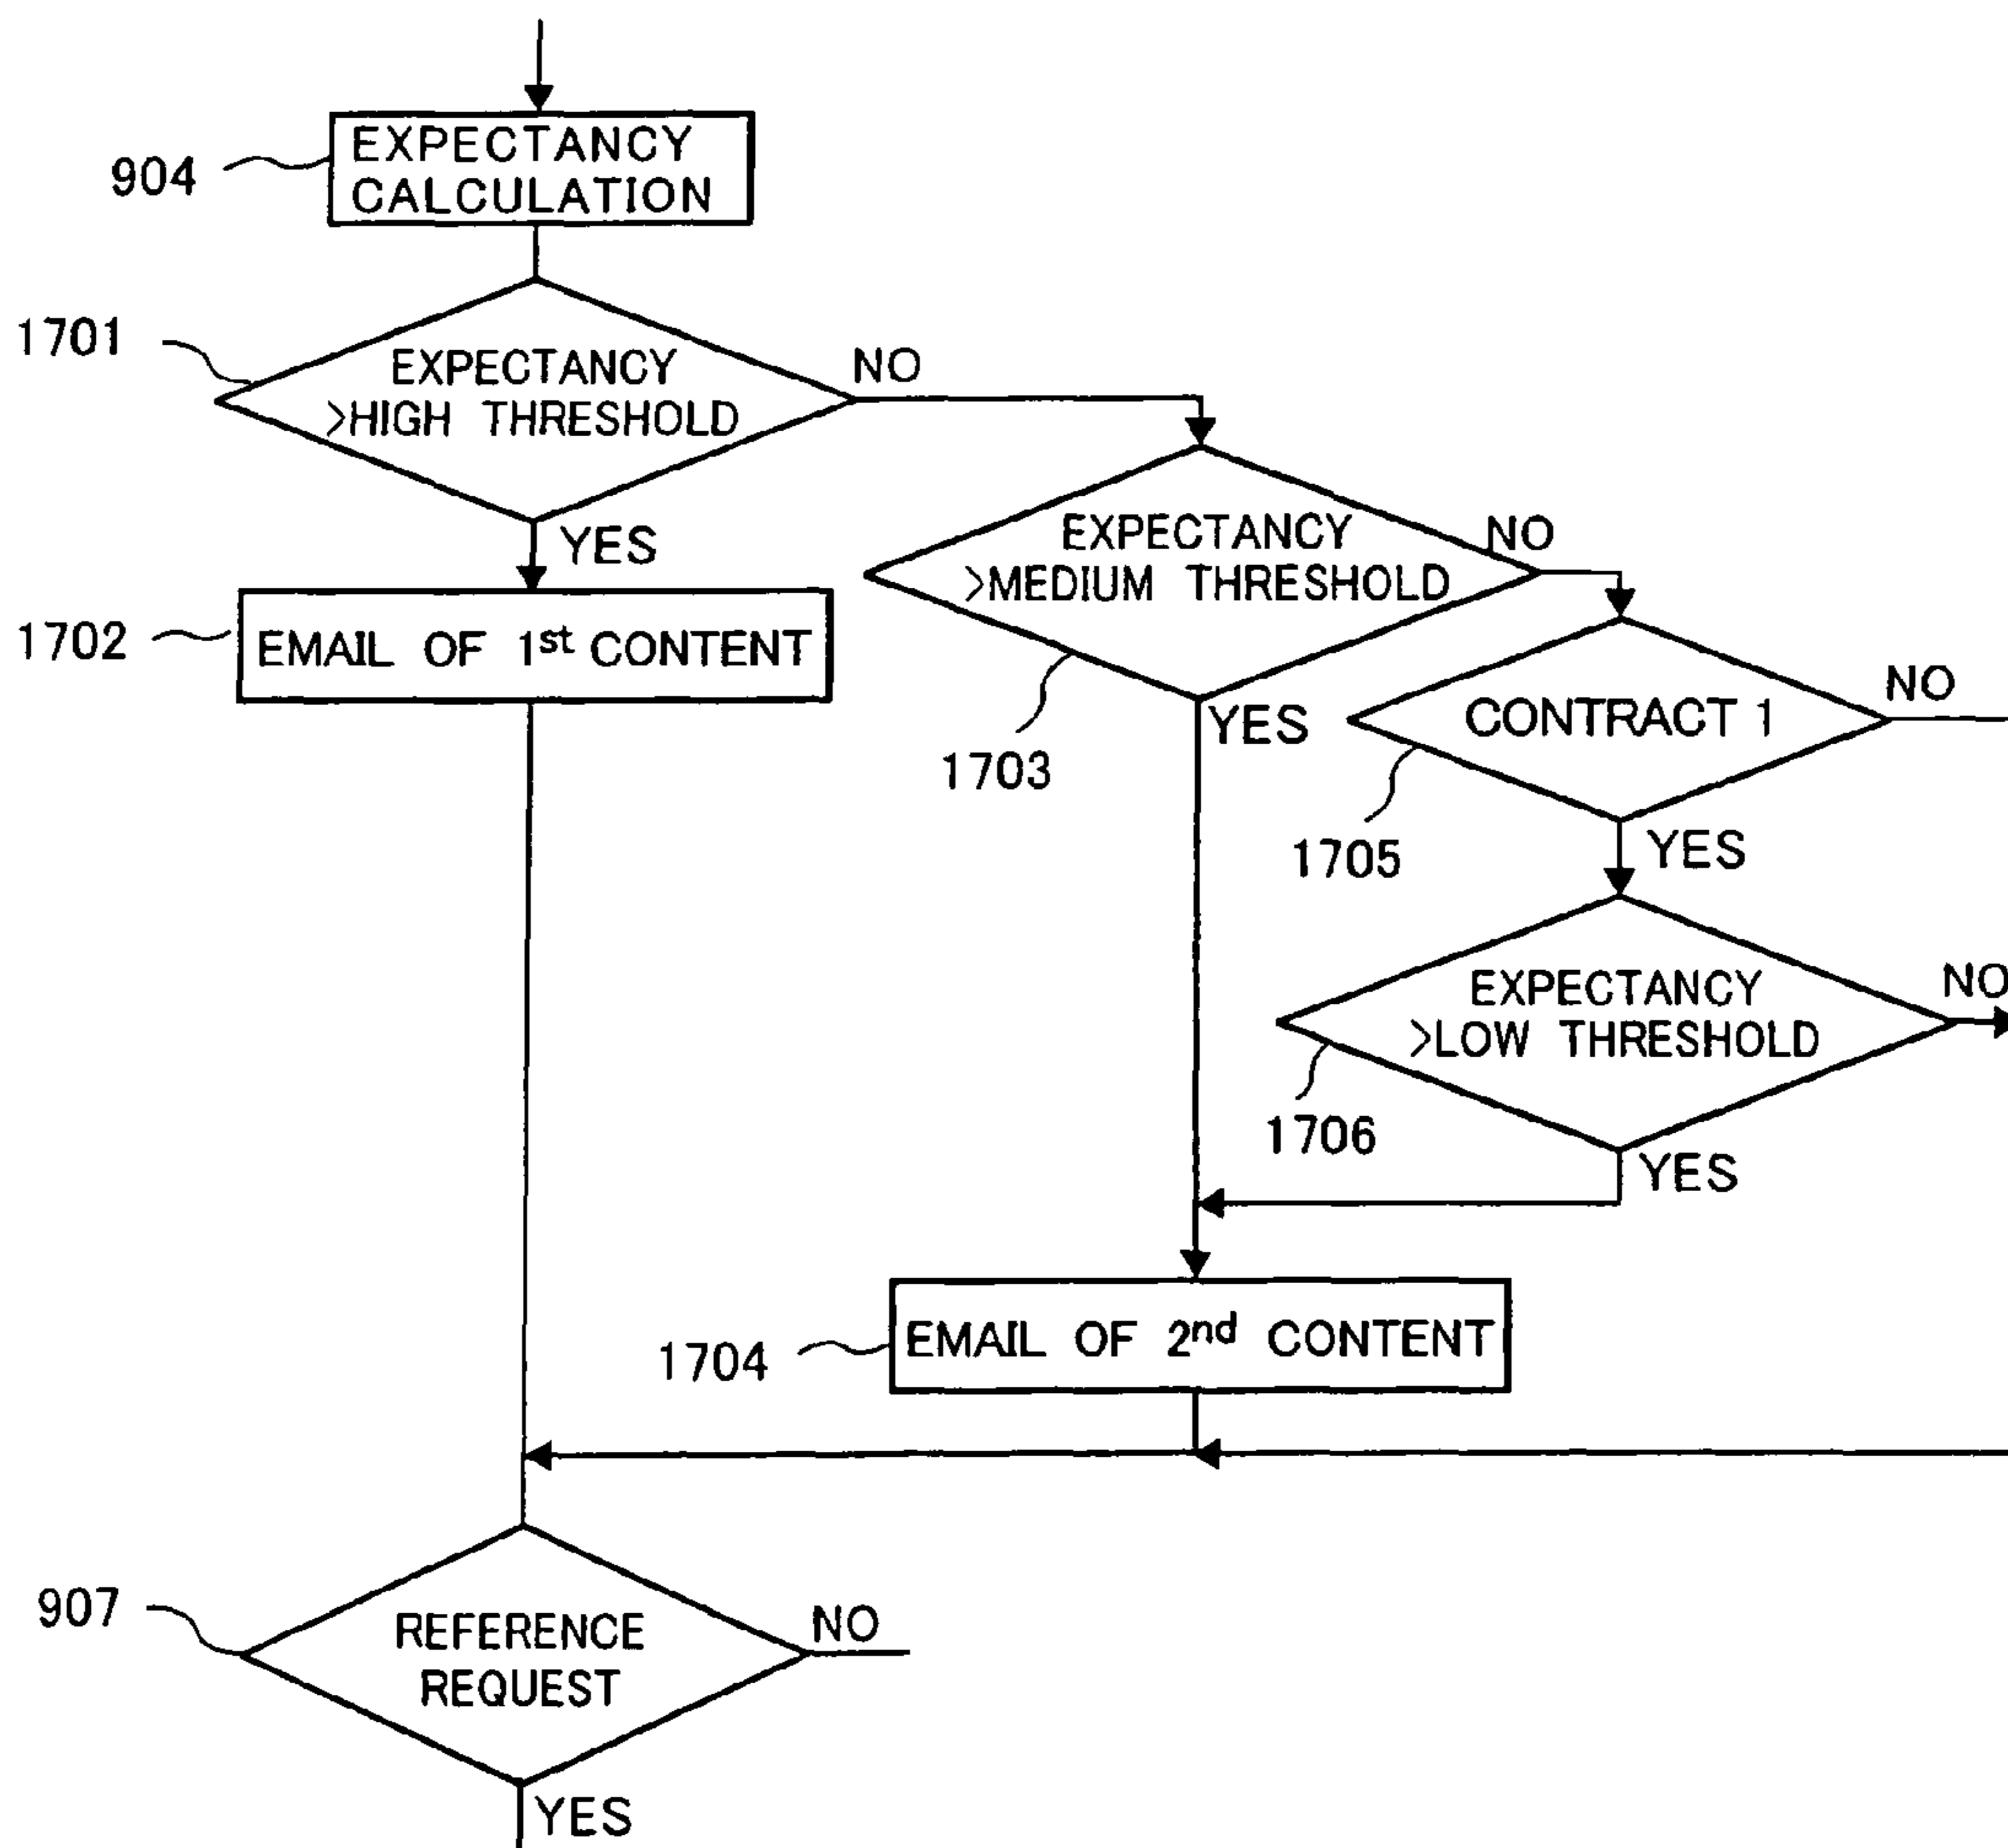 904
EXPECTANCY
CALCULATION
1701
EXPECTANCY
>HIGH THRESHOLD
NO
YES
1702
EMAIL OF 1st CONTENT
EXPECTANCY
>MEDIUM THRESHOLD
NO
1703
YES
CONTRACT 1
NO
1705
YES
EXPECTANCY
>LOW THRESHOLD
NO
1706
YES
1704
EMAIL OF 2nd CONTENT
907
REFERENCE
REQUEST
NO
YES